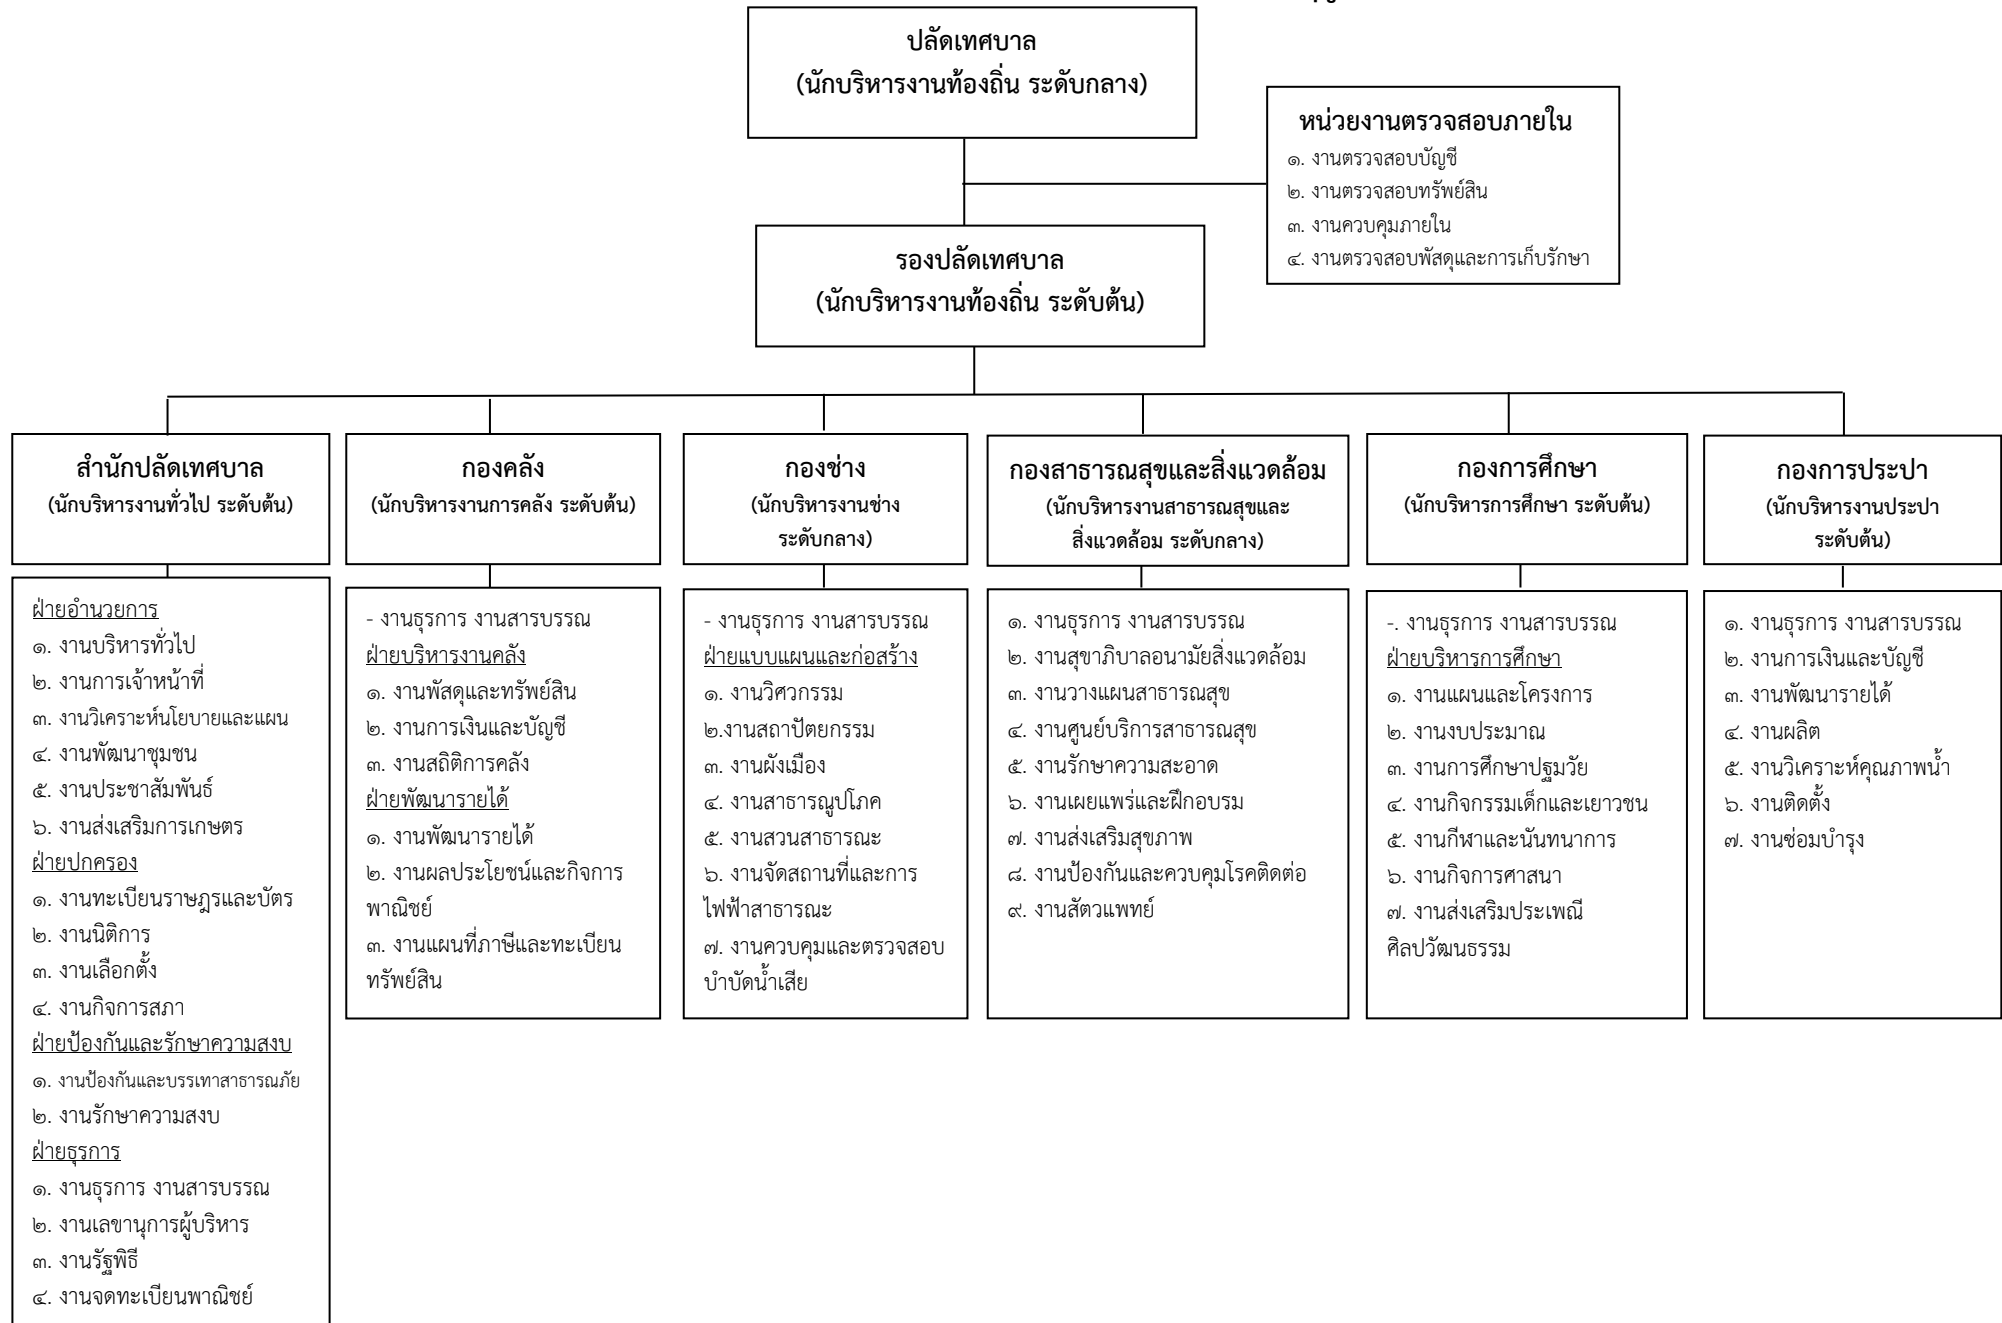 ปลัดเทศบาล
(นักบริหารงานท้องถิ่น ระดับกลาง)
หน่วยงานตรวจสอบภายใน
๑. งานตรวจสอบบัญชี
๒. งานตรวจสอบทรัพย์สิน
๓. งานควบคุมภายใน
๔. งานตรวจสอบพัสดุและการเก็บรักษา
รองปลัดเทศบาล
(นักบริหารงานท้องถิ่น ระดับต้น)
สำนักปลัดเทศบาล
(นักบริหารงานทั่วไป ระดับต้น)
ฝ่ายอำนวยการ
๑. งานบริหารทั่วไป
๒. งานการเจ้าหน้าที่
๓. งานวิเคราะห์นโยบายและแผน
๔. งานพัฒนาชุมชน
๕. งานประชาสัมพันธ์
๖. งานส่งเสริมการเกษตร
ฝ่ายปกครอง
๑. งานทะเบียนราษฎรและบัตร
๒. งานนิติการ
๓. งานเลือกตั้ง
๔. งานกิจการสภา
ฝ่ายป้องกันและรักษาความสงบ
๑. งานป้องกันและบรรเทาสาธารณภัย
๒. งานรักษาความสงบ
ฝ่ายธุรการ
๑. งานธุรการ งานสารบรรณ
๒. งานเลขานุการผู้บริหาร
๓. งานรัฐพิธี
๔. งานจดทะเบียนพาณิชย์
กองคลัง
(นักบริหารงานการคลัง ระดับต้น)
- งานธุรการ งานสารบรรณ
ฝ่ายบริหารงานคลัง
๑. งานพัสดุและทรัพย์สิน
๒. งานการเงินและบัญชี
๓. งานสถิติการคลัง
ฝ่ายพัฒนารายได้
๑. งานพัฒนารายได้
๒. งานผลประโยชน์และกิจการ
พาณิชย์
๓. งานแผนที่ภาษีและทะเบียน
ทรัพย์สิน
กองช่าง
(นักบริหารงานช่าง
ระดับกลาง)
- งานธุรการ งานสารบรรณ
ฝ่ายแบบแผนและก่อสร้าง
๑. งานวิศวกรรม
๒.งานสถาปัตยกรรม
๓. งานผังเมือง
๔. งานสาธารณูปโภค
๕. งานสวนสาธารณะ
๖. งานจัดสถานที่และการ
ไฟฟ้าสาธารณะ
๗. งานควบคุมและตรวจสอบ
บำบัดน้ำเสีย
กองสาธารณสุขและสิ่งแวดล้อม
(นักบริหารงานสาธารณสุขและ
สิ่งแวดล้อม ระดับกลาง)
๑. งานธุรการ งานสารบรรณ
๒. งานสุขาภิบาลอนามัยสิ่งแวดล้อม
๓. งานวางแผนสาธารณสุข
๔. งานศูนย์บริการสาธารณสุข
๕. งานรักษาความสะอาด
๖. งานเผยแพร่และฝึกอบรม
๗. งานส่งเสริมสุขภาพ
๘. งานป้องกันและควบคุมโรคติดต่อ
๙. งานสัตวแพทย์
กองการศึกษา
(นักบริหารการศึกษา ระดับต้น)
-. งานธุรการ งานสารบรรณ
ฝ่ายบริหารการศึกษา
๑. งานแผนและโครงการ
๒. งานงบประมาณ
๓. งานการศึกษาปฐมวัย
๔. งานกิจกรรมเด็กและเยาวชน
๕. งานกีฬาและนันทนาการ
๖. งานกิจการศาสนา
๗. งานส่งเสริมประเพณี
ศิลปวัฒนธรรม
กองการประปา
(นักบริหารงานประปา
ระดับต้น)
๑. งานธุรการ งานสารบรรณ
๒. งานการเงินและบัญชี
๓. งานพัฒนารายได้
๔. งานผลิต
๕. งานวิเคราะห์คุณภาพน้ำ
๖. งานติดตั้ง
๗. งานซ่อมบำรุง